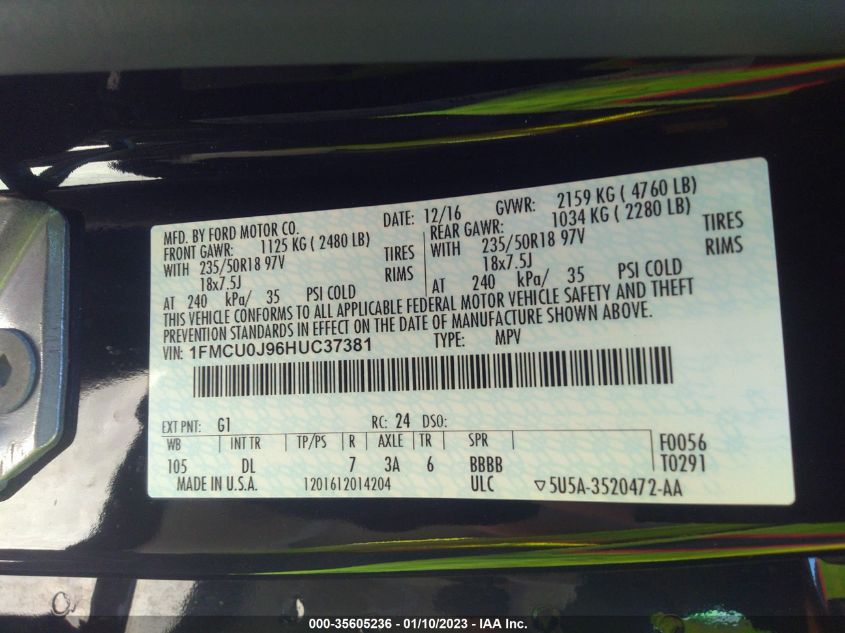 MFD. BY FORD MOTOR CO. DATE: 12/16 GVWR: 2159 KG ( 4760 LB)
FRONT GAWR: 1125 KG ( 2480 LB) REAR GAWR: 1034 KG ( 2280 LB)
WITH 235/50R18 97V TIRES WITH 235/50R18 97V TIRES
18x7.5J RIMS 18x7.5J RIMS
AT 240 kPa/ 35 PSI COLD AT 240 kPa/ 35 PSI COLD
THIS VEHICLE CONFORMS TO ALL APPLICABLE FEDERAL MOTOR VEHICLE SAFETY AND THEFT
PREVENTION STANDARDS IN EFFECT ON THE DATE OF MANUFACTURE SHOWN ABOVE.
VIN: 1FMCU0J96HUC37381 TYPE: MPV
EXT PNT: G1 RC: 24 DSO:
WB INT TR TP/PS R AXLE TR SPR F0056
105 DL 7 3A 6 BBBB T0291
MADE IN U.S.A. 1201612014204 ULC ▽5U5A-3520472-AA
000-35605236 - 01/10/2023 - IAA Inc.